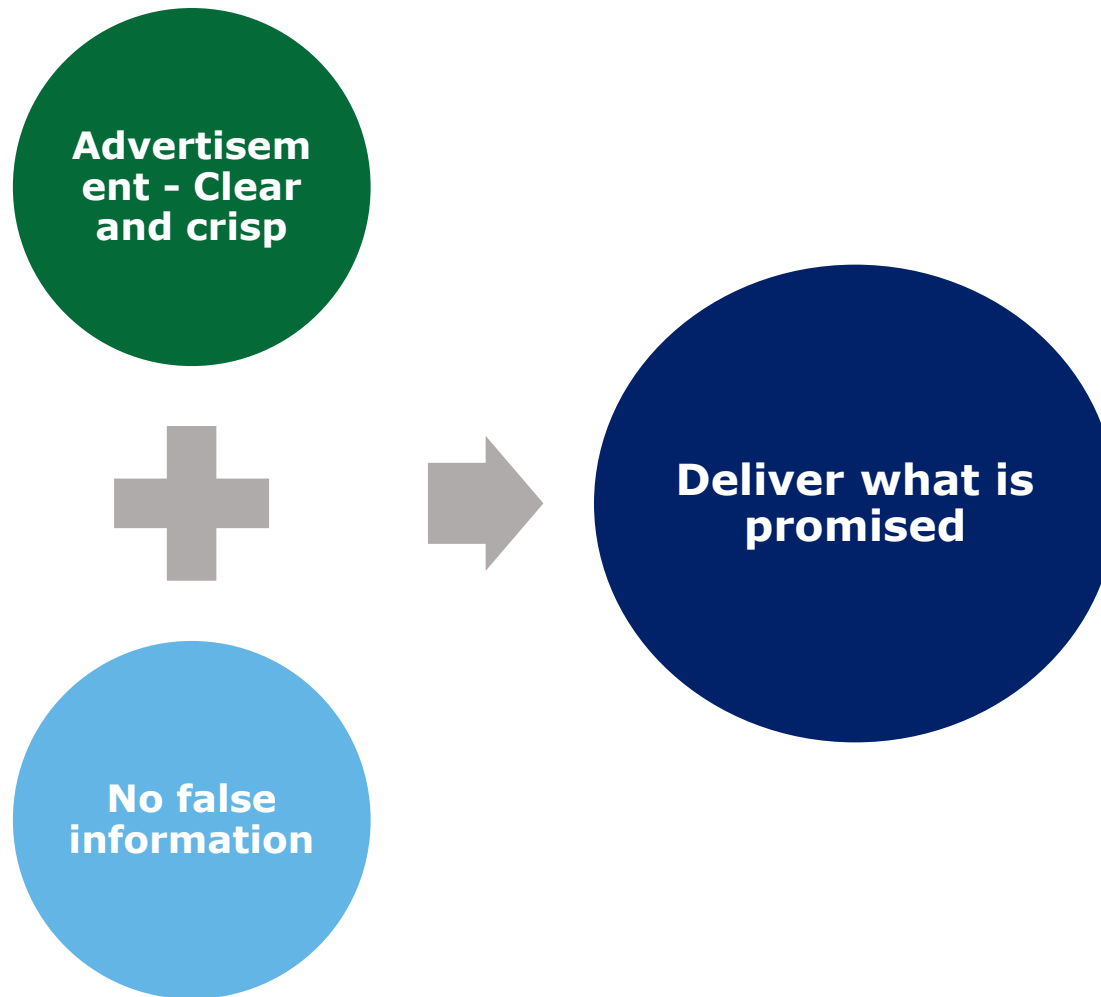 Advertisem
ent - Clear
and crisp
Deliver what is
promised
No false
information